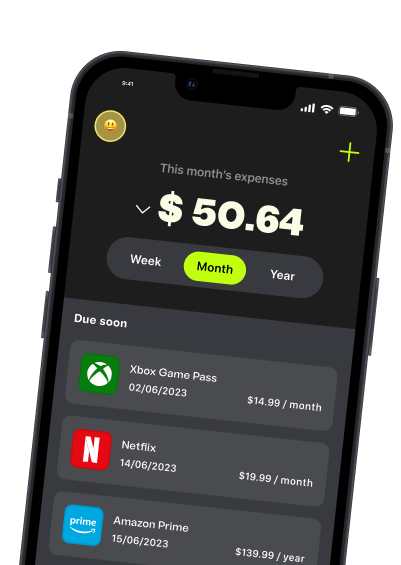 9:41
This month's expenses
$ 50.64
Week Month Year
Due soon
Xbox Game Pass
02/06/2023
$14.99 / month
N
Netflix
14/06/2023
$19.99 / month
prime
Amazon Prime
15/06/2023
$139.99 / year